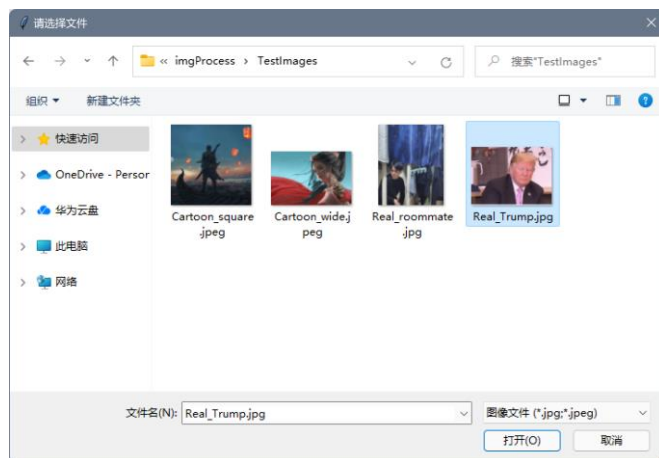 请选择文件
« imgProcess › TestImages
搜索"TestImages"
组织
新建文件夹
快速访问
OneDrive - Persor
华为云盘
此电脑
网络
Cartoon_square
.jpeg
Cartoon_wide.j
peg
Real_roommate
.jpg
Real_Trump.jpg
文件名(N):
Real_Trump.jpg
图像文件 (*.jpg;*.jpeg)
打开(O)
取消